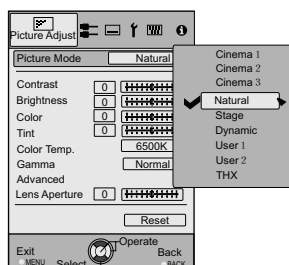 Picture Adjust
Picture Mode Natural
Contrast 0
Brightness 0
Color 0
Tint 0
Color Temp. 6500K
Gamma Normal
Advanced
Lens Aperture 0
Reset
Exit Operate Back
MENU Select BACK
Cinema 1
Cinema 2
Cinema 3
Natural
Stage
Dynamic
User 1
User 2
THX